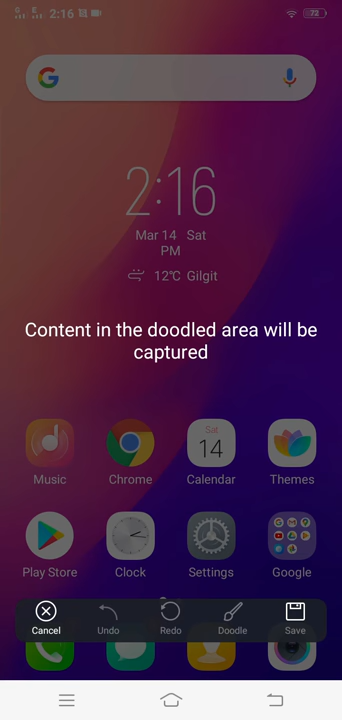 2:16
72
2:16
Mar 14 Sat
PM
12℃ Gilgit
Content in the doodled area will be
captured
Sat
14
Music Chrome Calendar Themes
Play Store Clock Settings Google
Cancel Undo Redo Doodle Save